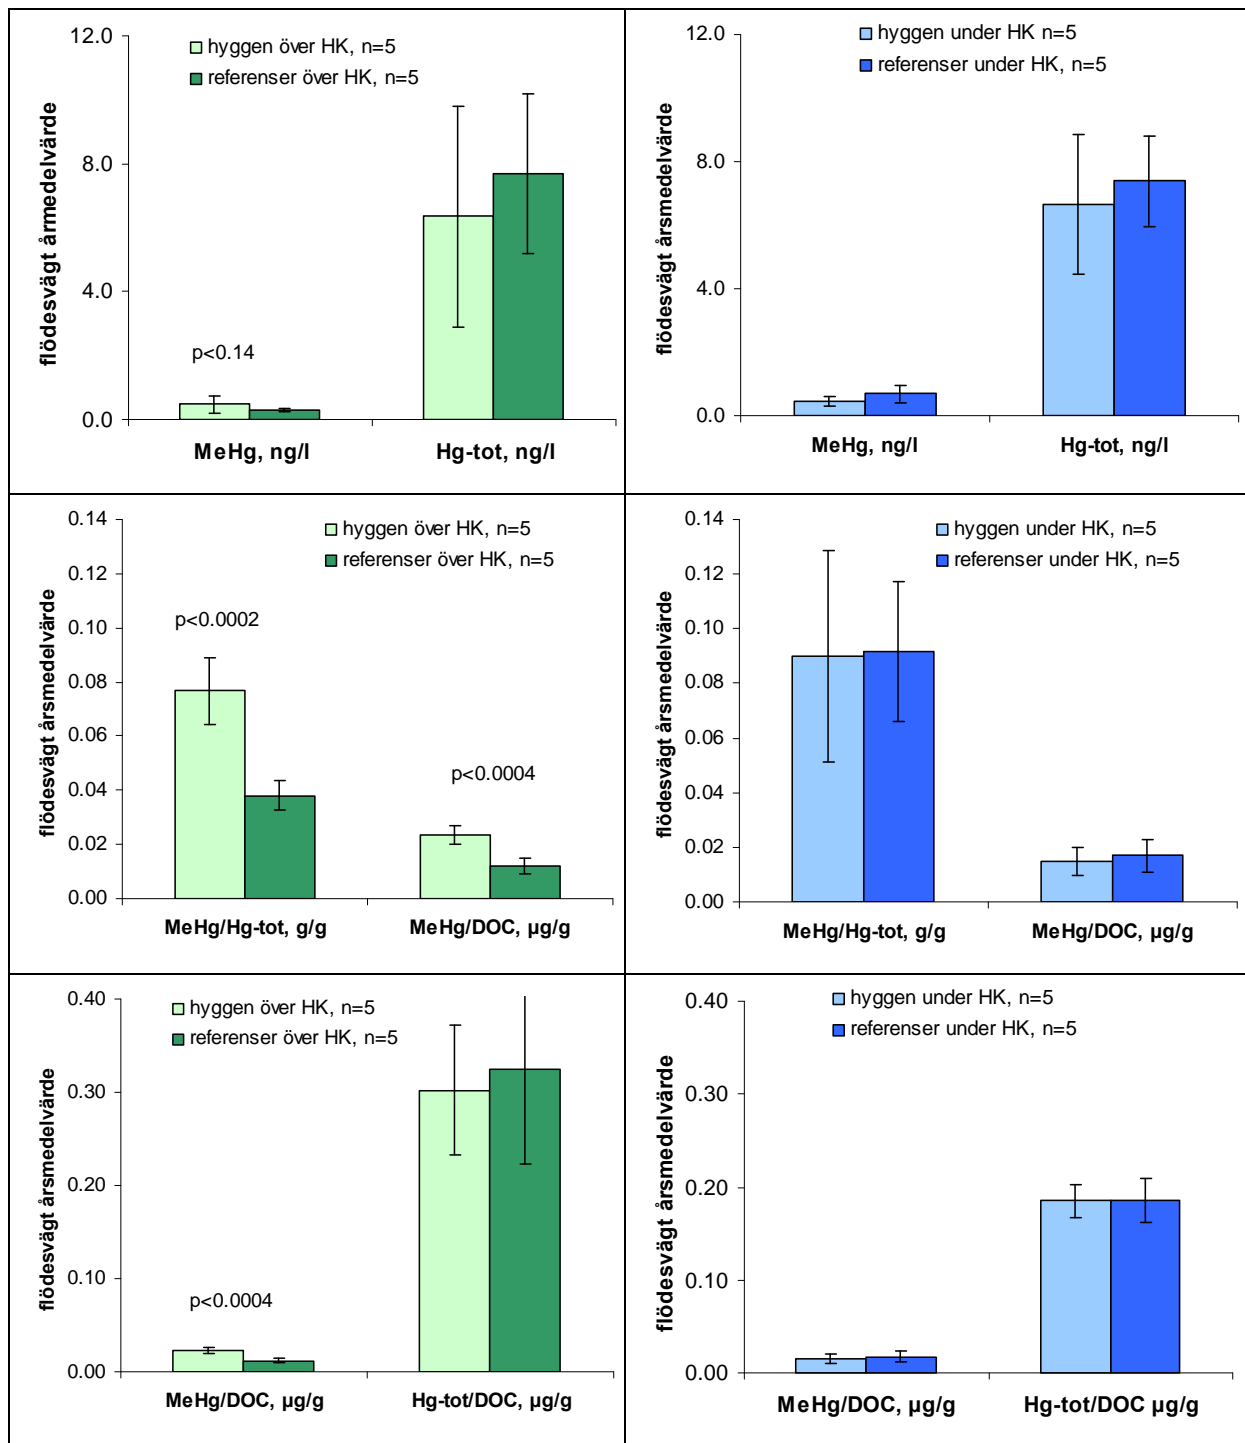 flödesvägt årmedelvärde
12.0
8.0
4.0
0.0
hyggen över HK, n=5
referenser över HK, n=5
p<0.14
MeHg, ng/l
Hg-tot, ng/l
flödesvägt årsmedelvärde
12.0
8.0
4.0
0.0
hyggen under HK n=5
referenser under HK, n=5
MeHg, ng/l
Hg-tot, ng/l
flödesvägt årsmedelvärde
0.14
0.12
0.10
0.08
0.06
0.04
0.02
0.00
hyggen över HK, n=5
referenser över HK, n=5
p<0.0002
p<0.0004
MeHg/Hg-tot, g/g
MeHg/DOC, µg/g
flödesvägt årsmedelvärde
0.14
0.12
0.10
0.08
0.06
0.04
0.02
0.00
hyggen under HK, n=5
referenser under HK, n=5
MeHg/Hg-tot, g/g
MeHg/DOC, µg/g
flödesvägt årsmedelvärde
0.40
0.30
0.20
0.10
0.00
hyggen över HK, n=5
referenser över HK, n=5
p<0.0004
MeHg/DOC, µg/g
Hg-tot/DOC, µg/g
flödesvägt årsmedelvärde
0.40
0.30
0.20
0.10
0.00
hyggen under HK, n=5
referenser under HK, n=5
MeHg/DOC, µg/g
Hg-tot/DOC µg/g